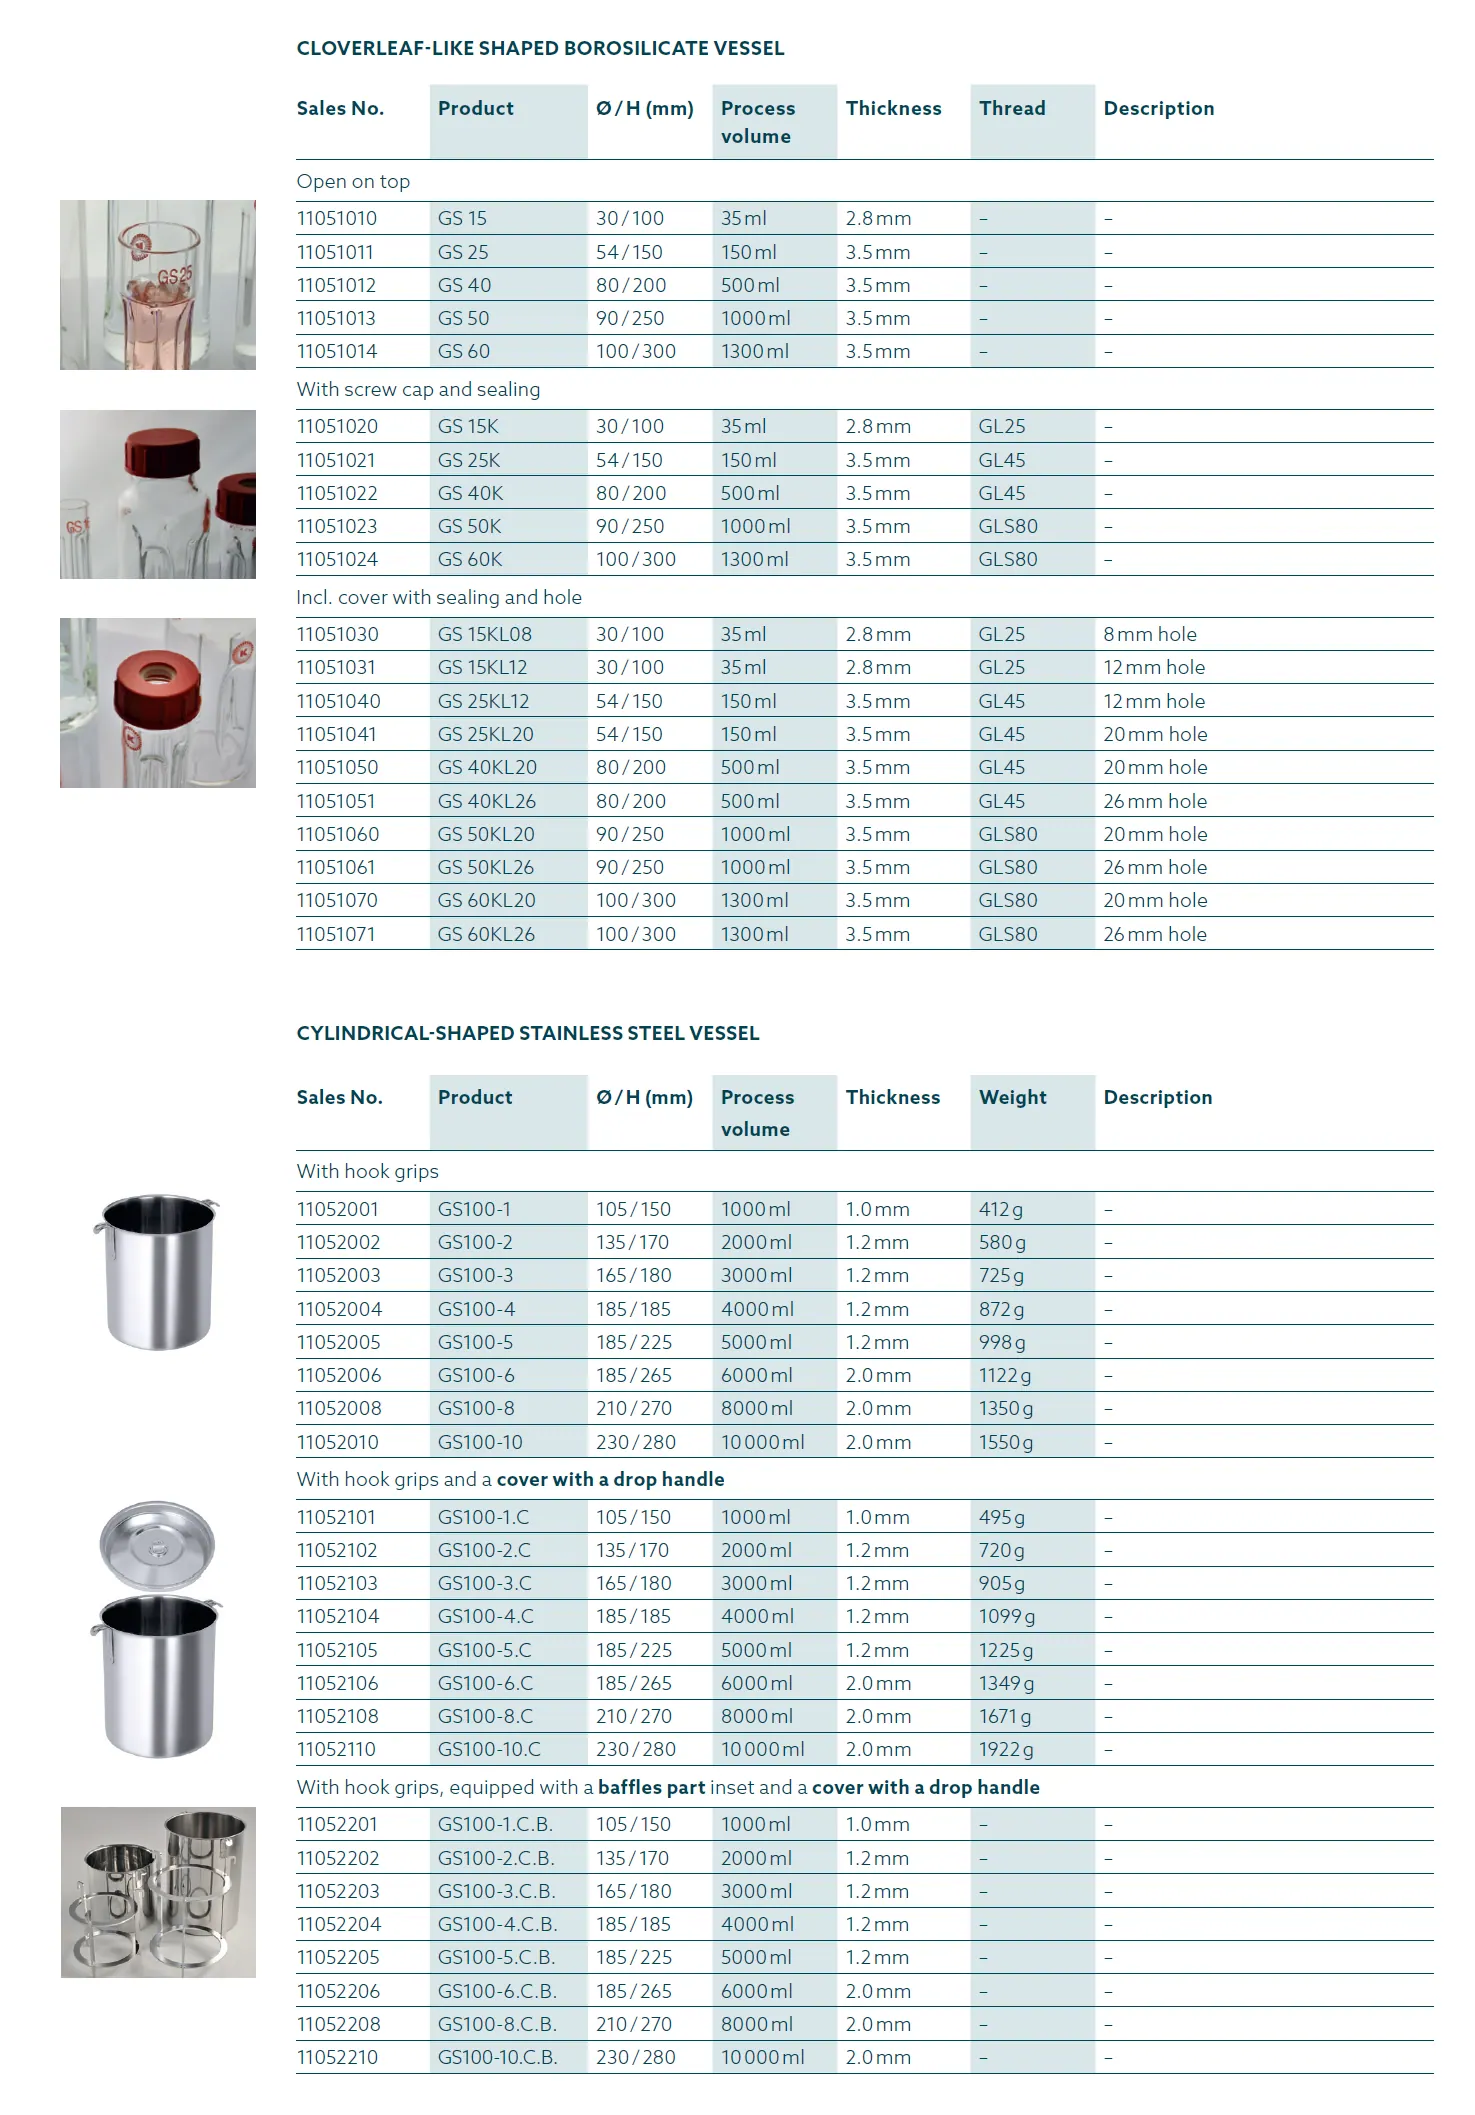 CLOVERLEAF-LIKE SHAPED BOROSILICATE VESSEL
Sales No. Product Ø / H (mm) Process volume Thickness Thread Description
Open on top
11051010 GS 15 30 / 100 35 ml 2.8 mm – –
11051011 GS 25 54 / 150 150 ml 3.5 mm – –
11051012 GS 40 80 / 200 500 ml 3.5 mm – –
11051013 GS 50 90 / 250 1000 ml 3.5 mm – –
11051014 GS 60 100 / 300 1300 ml 3.5 mm – –
GS25
With screw cap and sealing
11051020 GS 15K 30 / 100 35 ml 2.8 mm GL25 –
11051021 GS 25K 54 / 150 150 ml 3.5 mm GL45 –
11051022 GS 40K 80 / 200 500 ml 3.5 mm GL45 –
11051023 GS 50K 90 / 250 1000 ml 3.5 mm GLS80 –
11051024 GS 60K 100 / 300 1300 ml 3.5 mm GLS80 –
Incl. cover with sealing and hole
11051030 GS 15KL08 30 / 100 35 ml 2.8 mm GL25 8 mm hole
11051031 GS 15KL12 30 / 100 35 ml 2.8 mm GL25 12 mm hole
11051040 GS 25KL12 54 / 150 150 ml 3.5 mm GL45 12 mm hole
11051041 GS 25KL20 54 / 150 150 ml 3.5 mm GL45 20 mm hole
11051050 GS 40KL20 80 / 200 500 ml 3.5 mm GL45 20 mm hole
11051051 GS 40KL26 80 / 200 500 ml 3.5 mm GL45 26 mm hole
11051060 GS 50KL20 90 / 250 1000 ml 3.5 mm GLS80 20 mm hole
11051061 GS 50KL26 90 / 250 1000 ml 3.5 mm GLS80 26 mm hole
11051070 GS 60KL20 100 / 300 1300 ml 3.5 mm GLS80 20 mm hole
11051071 GS 60KL26 100 / 300 1300 ml 3.5 mm GLS80 26 mm hole
CYLINDRICAL-SHAPED STAINLESS STEEL VESSEL
Sales No. Product Ø / H (mm) Process volume Thickness Weight Description
With hook grips
11052001 GS100-1 105 / 150 1000 ml 1.0 mm 412 g –
11052002 GS100-2 135 / 170 2000 ml 1.2 mm 580 g –
11052003 GS100-3 165 / 180 3000 ml 1.2 mm 725 g –
11052004 GS100-4 185 / 185 4000 ml 1.2 mm 872 g –
11052005 GS100-5 185 / 225 5000 ml 1.2 mm 998 g –
11052006 GS100-6 185 / 265 6000 ml 2.0 mm 1122 g –
11052008 GS100-8 210 / 270 8000 ml 2.0 mm 1350 g –
11052010 GS100-10 230 / 280 10 000 ml 2.0 mm 1550 g –
With hook grips and a cover with a drop handle
11052101 GS100-1.C 105 / 150 1000 ml 1.0 mm 495 g –
11052102 GS100-2.C 135 / 170 2000 ml 1.2 mm 720 g –
11052103 GS100-3.C 165 / 180 3000 ml 1.2 mm 905 g –
11052104 GS100-4.C 185 / 185 4000 ml 1.2 mm 1099 g –
11052105 GS100-5.C 185 / 225 5000 ml 1.2 mm 1225 g –
11052106 GS100-6.C 185 / 265 6000 ml 2.0 mm 1349 g –
11052108 GS100-8.C 210 / 270 8000 ml 2.0 mm 1671 g –
11052110 GS100-10.C 230 / 280 10 000 ml 2.0 mm 1922 g –
With hook grips, equipped with a baffles part inset and a cover with a drop handle
11052201 GS100-1.C.B. 105 / 150 1000 ml 1.0 mm – –
11052202 GS100-2.C.B. 135 / 170 2000 ml 1.2 mm – –
11052203 GS100-3.C.B. 165 / 180 3000 ml 1.2 mm – –
11052204 GS100-4.C.B. 185 / 185 4000 ml 1.2 mm – –
11052205 GS100-5.C.B. 185 / 225 5000 ml 1.2 mm – –
11052206 GS100-6.C.B. 185 / 265 6000 ml 2.0 mm – –
11052208 GS100-8.C.B. 210 / 270 8000 ml 2.0 mm – –
11052210 GS100-10.C.B. 230 / 280 10 000 ml 2.0 mm – –